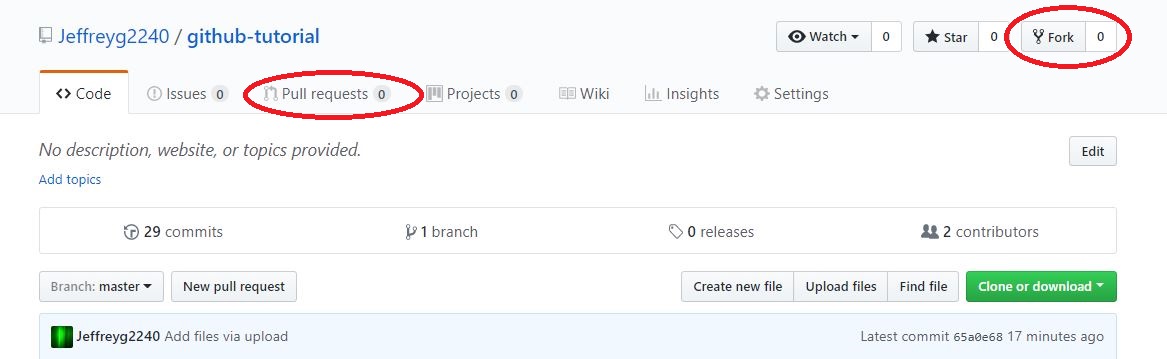 Jeffreyg2240 / github-tutorial Watch 0 Star 0 Fork 0
Code Issues 0 Pull requests 0 Projects 0 Wiki Insights Settings
No description, website, or topics provided. Edit
Add topics
29 commits 1 branch 0 releases 2 contributors
Branch: master New pull request Create new file Upload files Find file Clone or download
Jeffreyg2240 Add files via upload Latest commit 65a0e68 17 minutes ago